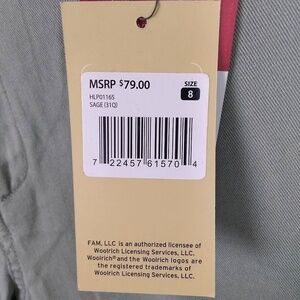 MSRP $79.00
SIZE
8
HLP0116S
SAGE (31Q)
7 22457 61570 4
FAM, LLC is an authorized licensee of
Woolrich Licensing Services, LLC.
Woolrich® and the Woolrich logos are
the registered trademarks of
Woolrich Licensing Services, LLC.